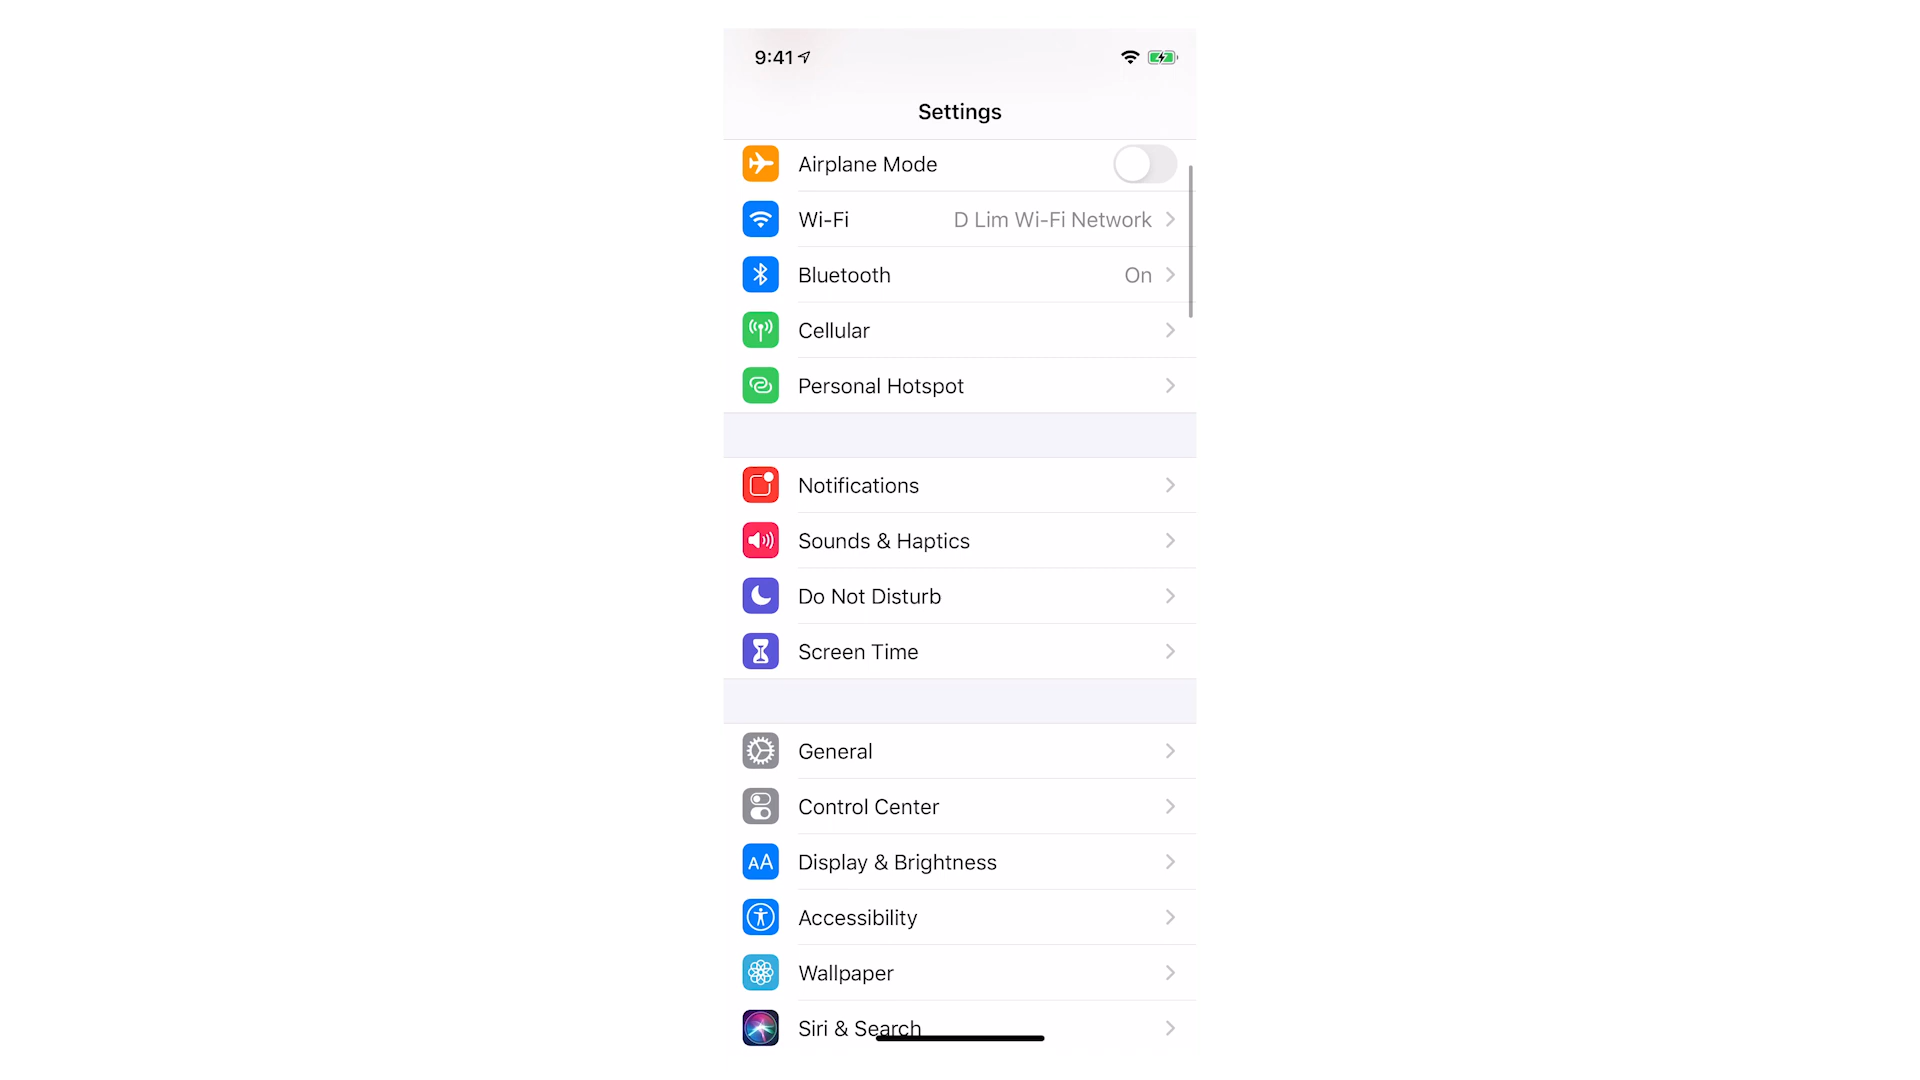 9:41
Settings
Airplane Mode
Wi-Fi D Lim Wi-Fi Network
Bluetooth On
Cellular
Personal Hotspot
Notifications
Sounds & Haptics
Do Not Disturb
Screen Time
General
Control Center
AA Display & Brightness
Accessibility
Wallpaper
Siri & Search